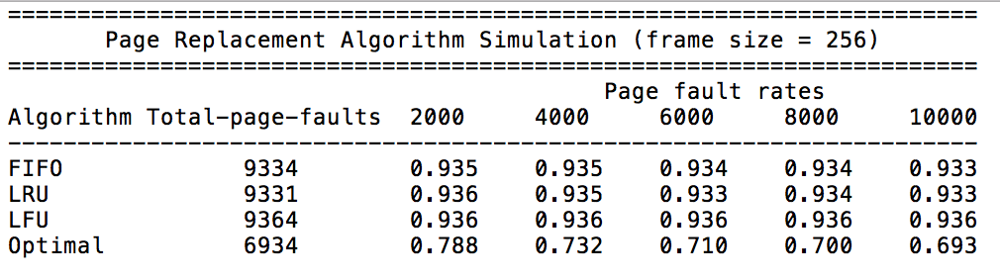 ======================================================================
       Page Replacement Algorithm Simulation (frame size = 256)
======================================================================
                                           Page fault rates
Algorithm Total-page-faults  2000     4000     6000     8000     10000
----------------------------------------------------------------------
FIFO             9334        0.935    0.935    0.934    0.934    0.933
LRU              9331        0.936    0.935    0.933    0.934    0.933
LFU              9364        0.936    0.936    0.936    0.936    0.936
Optimal          6934        0.788    0.732    0.710    0.700    0.693